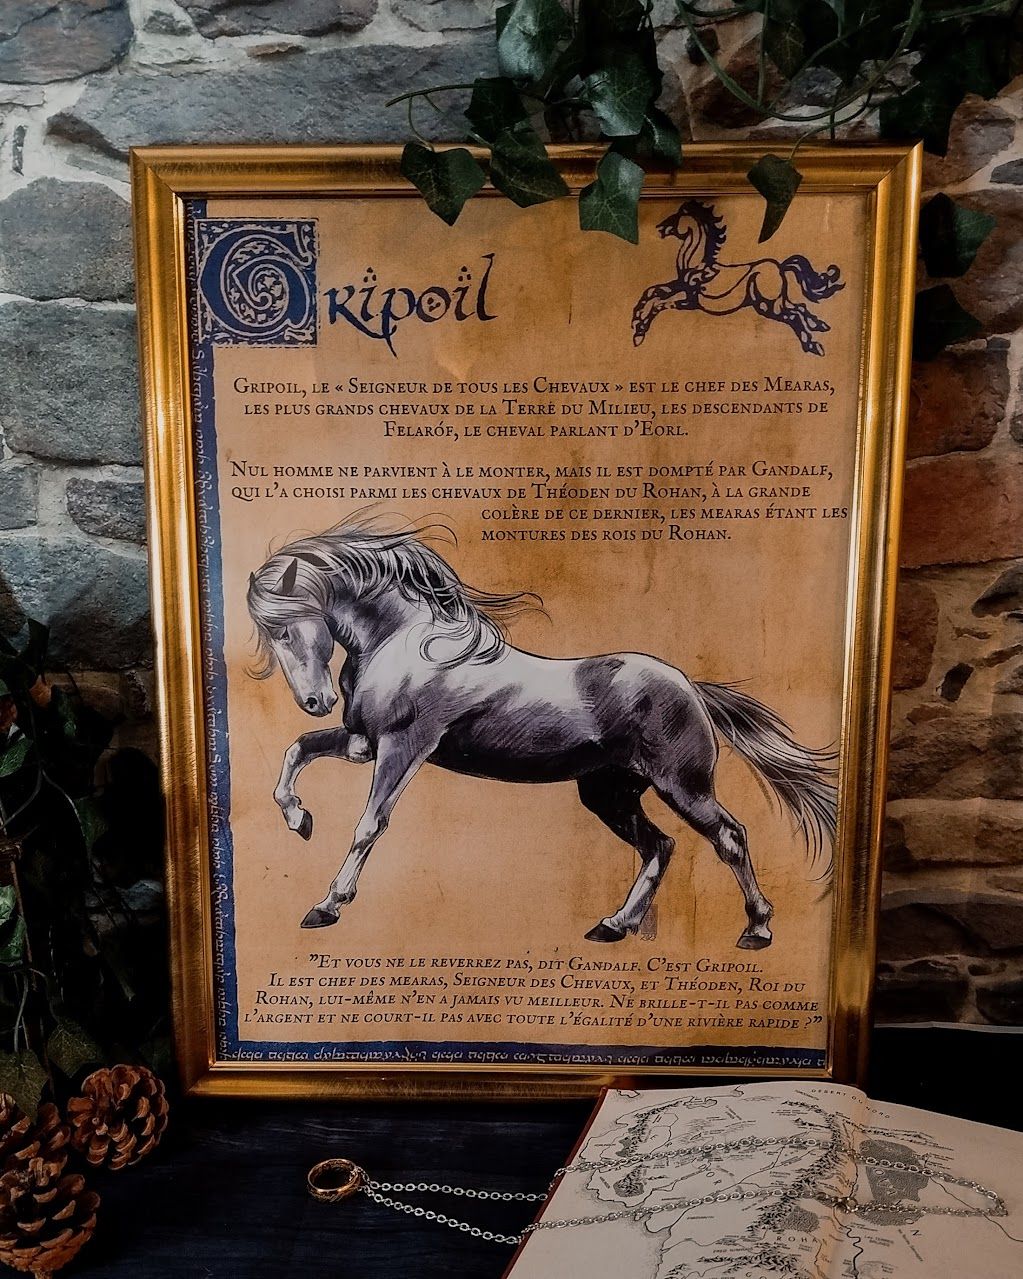 Gripoil
Gripoil, le « Seigneur de tous les Chevaux » est le chef des Mearas,
les plus grands chevaux de la Terre du Milieu, les descendants de
Felaróf, le cheval parlant d'Eorl.
Nul homme ne parvient à le monter, mais il est dompté par Gandalf,
qui l'a choisi parmi les chevaux de Théoden du Rohan, à la grande
colère de ce dernier, les mearas étant les
montures des rois du Rohan.
"Et vous ne le reverrez pas, dit Gandalf. C'est Gripoil.
Il est chef des mearas, Seigneur des Chevaux, et Théoden, Roi du
Rohan, lui-même n'en a jamais vu meilleur. Ne brille-t-il pas comme
l'argent et ne court-il pas avec toute l'égalité d'une rivière rapide ?"
DESERT DU NORD
ROHAN